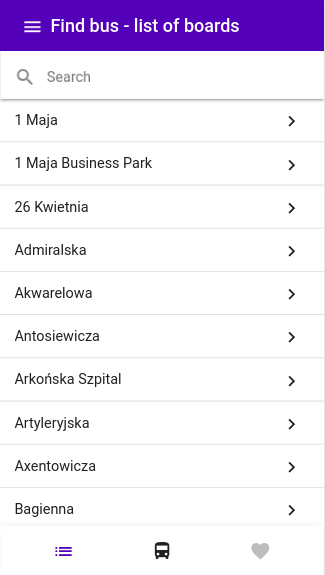 Find bus - list of boards
Search
1 Maja
1 Maja Business Park
26 Kwietnia
Admiralska
Akwarelowa
Antosiewicza
Arkońska Szpital
Artyleryjska
Axentowicza
Bagienna